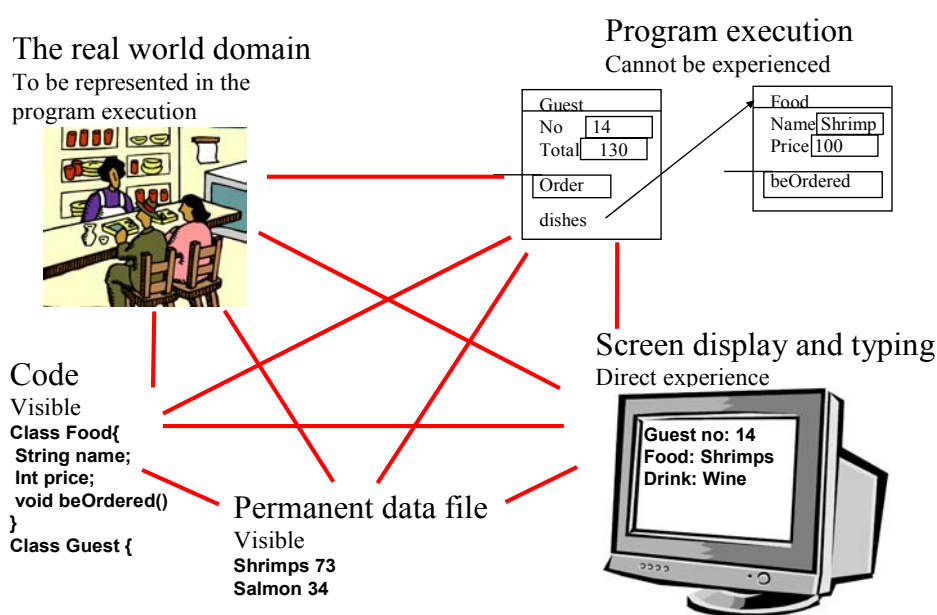 The real world domain
To be represented in the
program execution
Program execution
Cannot be experienced
Guest
No 14
Total 130
Order
dishes
Food
Name Shrimp
Price 100
beOrdered
Code
Visible
Class Food{
String name;
Int price;
void beOrdered()
}
Class Guest {
Permanent data file
Visible
Shrimps 73
Salmon 34
Screen display and typing
Direct experience
Guest no: 14
Food: Shrimps
Drink: Wine